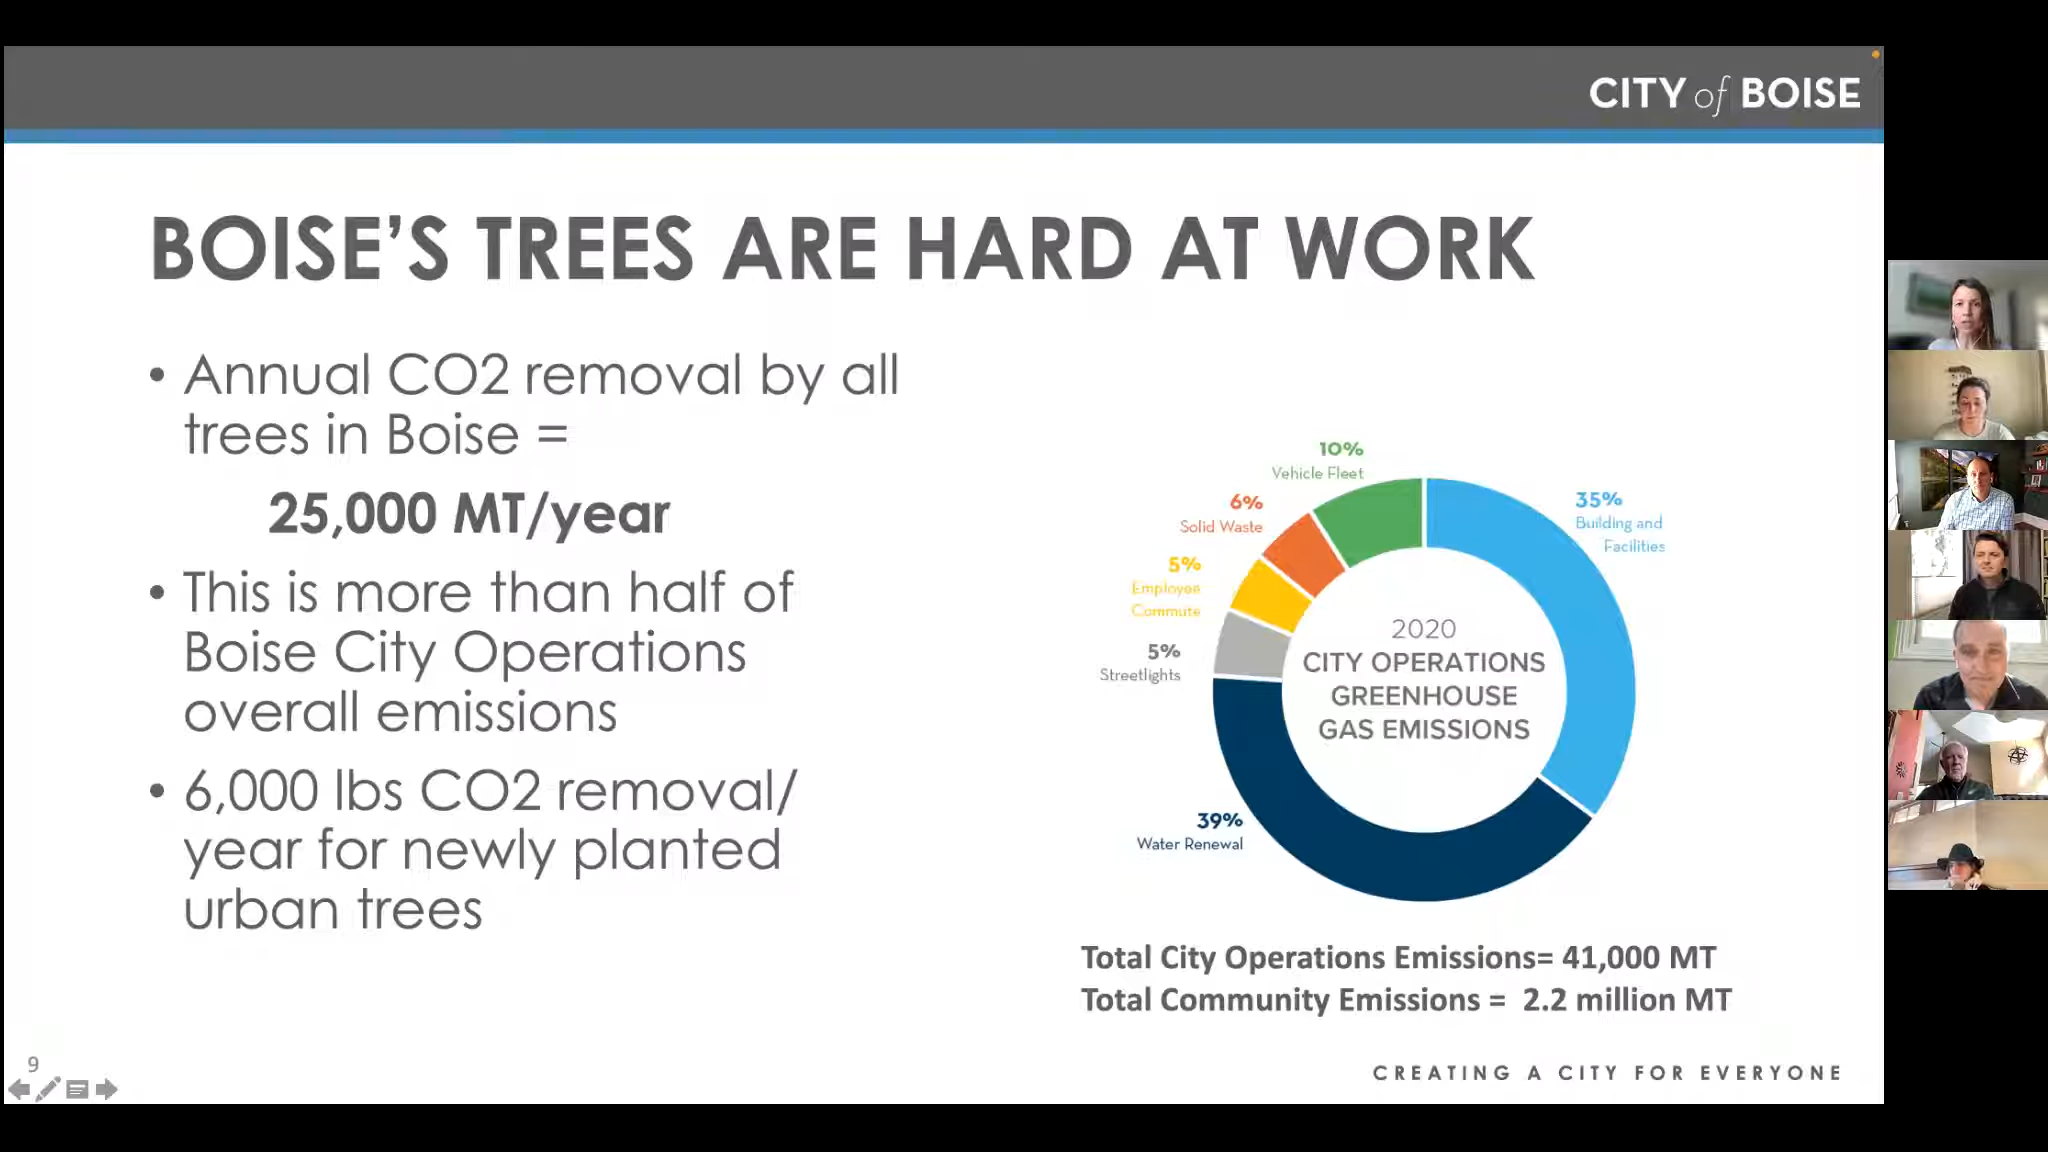 CITY of BOISE
BOISE'S TREES ARE HARD AT WORK
• Annual CO2 removal by all
trees in Boise =
25,000 MT/year
• This is more than half of
Boise City Operations
overall emissions
• 6,000 lbs CO2 removal/
year for newly planted
urban trees
10%
Vehicle Fleet
6%
Solid Waste
5%
Employee
Commute
5%
Streetlights
39%
Water Renewal
35%
Building and
Facilities
2020
CITY OPERATIONS
GREENHOUSE
GAS EMISSIONS
Total City Operations Emissions= 41,000 MT
Total Community Emissions = 2.2 million MT
9
CREATING A CITY FOR EVERYONE